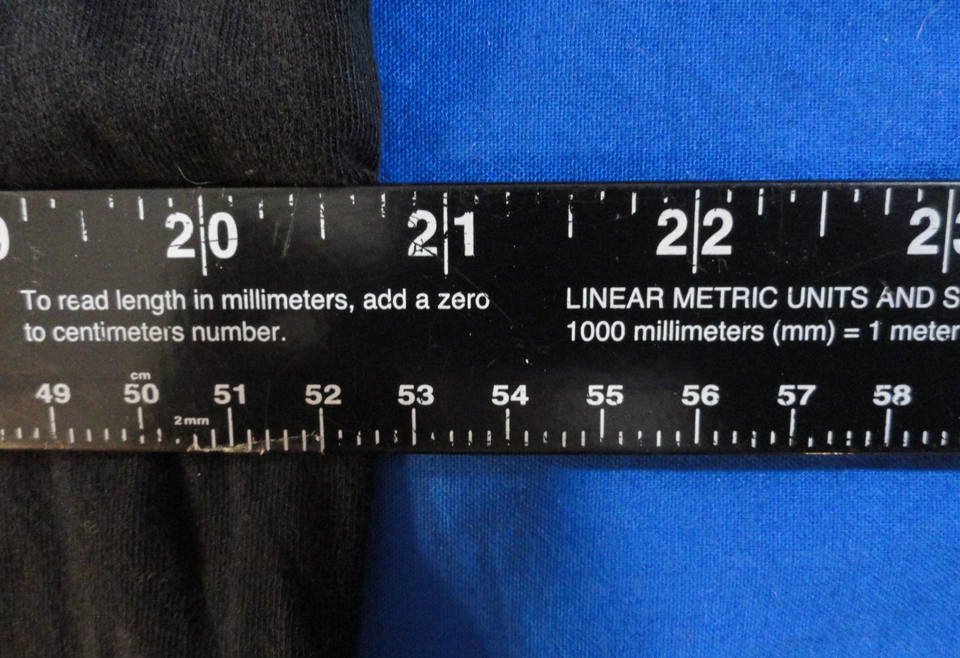 20 21 22
To read length in millimeters, add a zero
to centimeters number.
LINEAR METRIC UNITS AND
1000 millimeters (mm) = 1 meter
cm
49 50 51 52 53 54 55 56 57 58
2mm